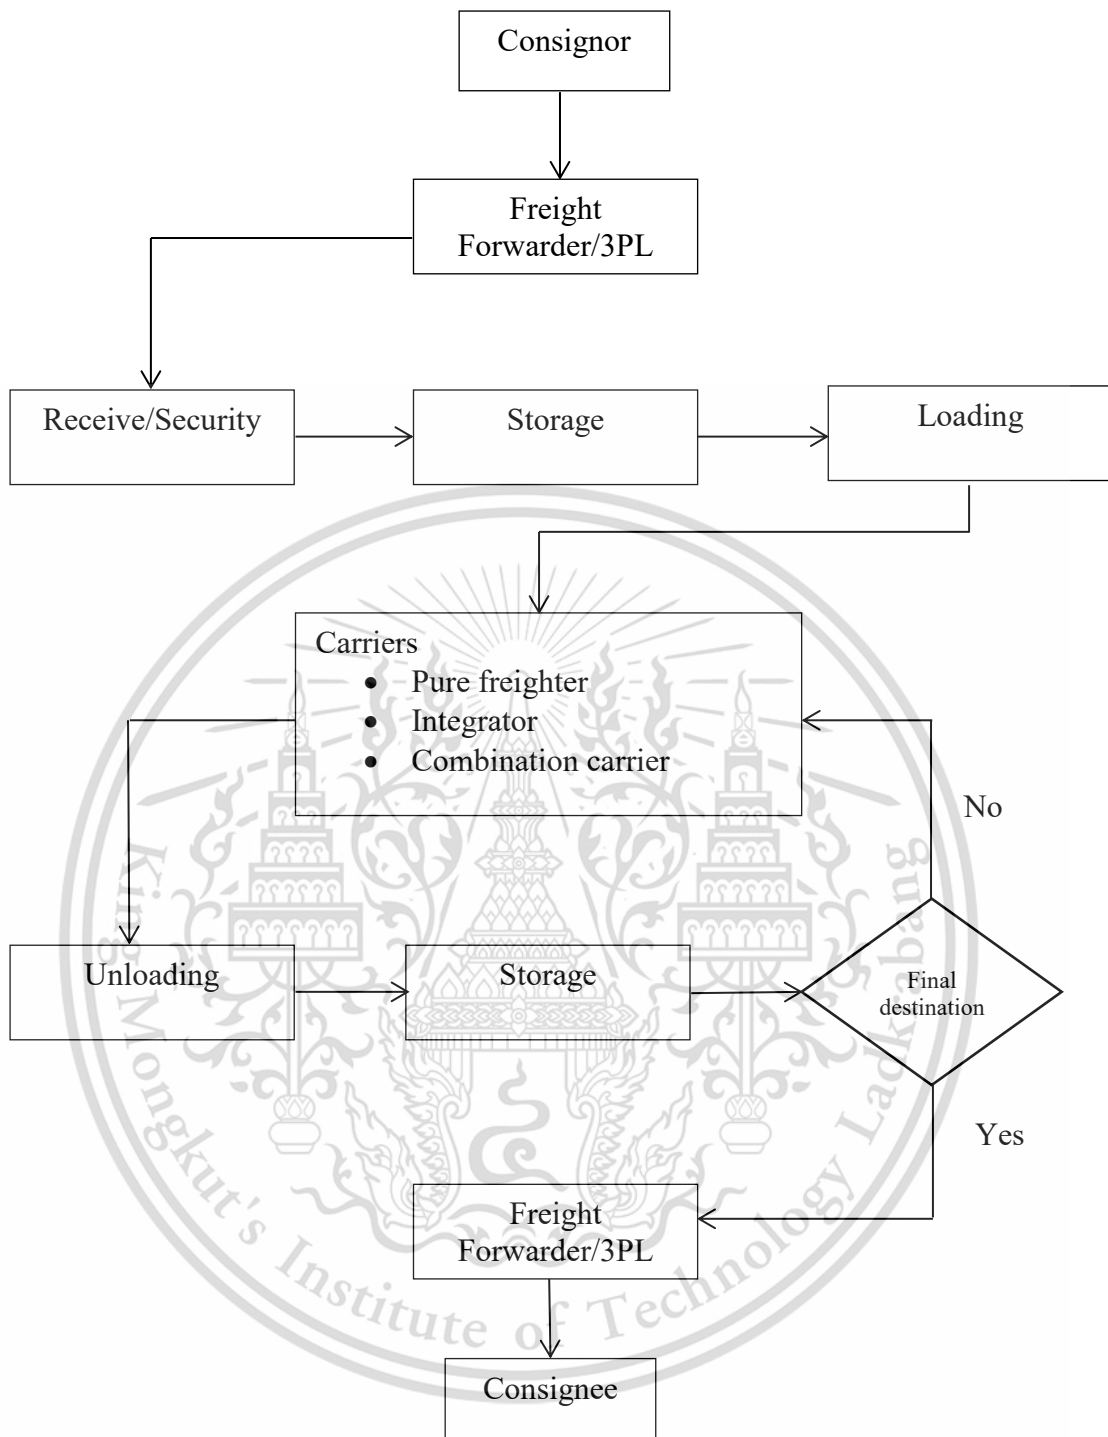 Consignor
Freight
Forwarder/3PL
Receive/Security
Storage
Loading
Carriers
• Pure freighter
• Integrator
• Combination carrier
No
Unloading
Storage
Final
destination
Yes
Freight
Forwarder/3PL
Consignee
King Mongkut's Institute of Technology Ladkrabang